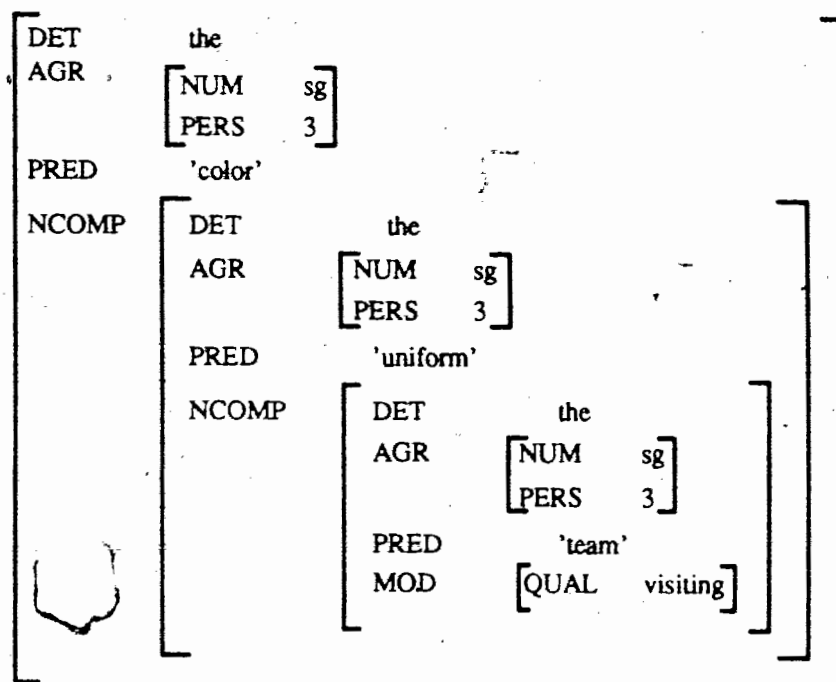 DET the
AGR NUM sg
PERS 3
PRED 'color'
NCOMP DET the
AGR NUM sg
PERS 3
PRED 'uniform'
NCOMP DET the
AGR NUM sg
PERS 3
PRED 'team'
MOD QUAL visiting